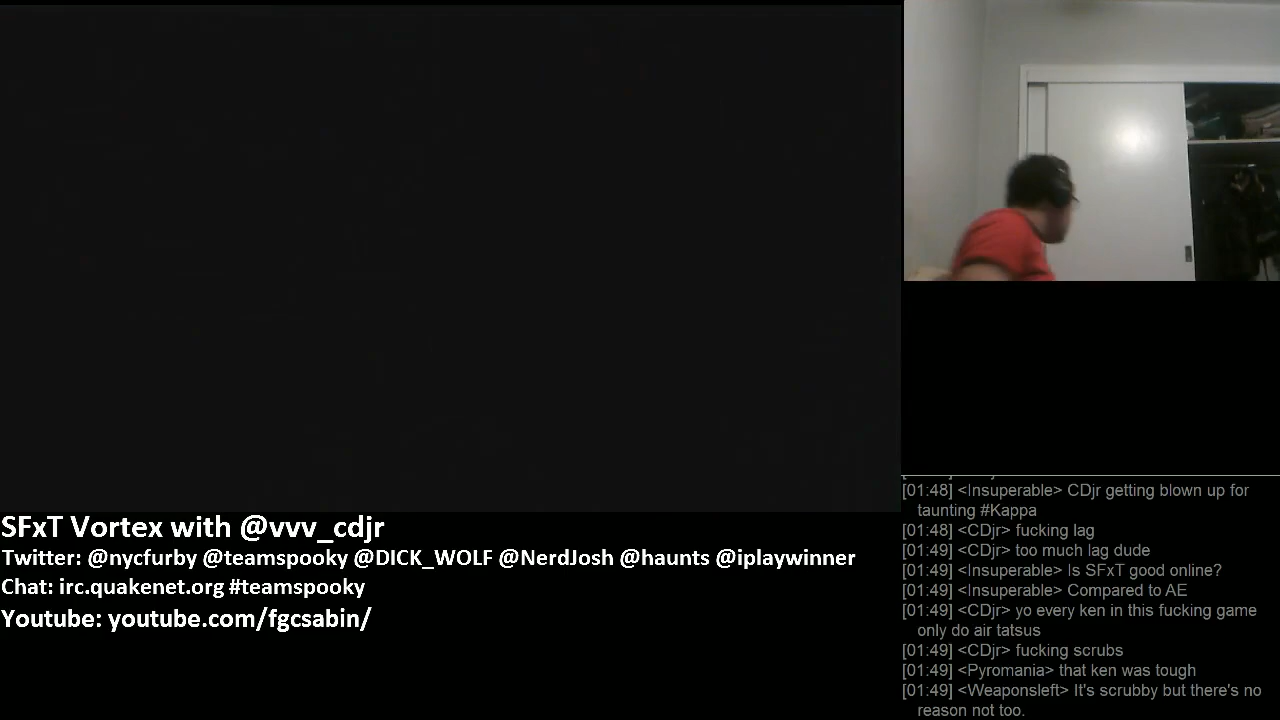 SFxT Vortex with @vvv_cdjr
Twitter: @nycfurby @teamspooky @DICK_WOLF @NerdJosh @haunts @iplaywinner
Chat: irc.quakenet.org #teamspooky
Youtube: youtube.com/fgcsabin/
[01:48] <Insuperable> CDjr getting blown up for
taunting #Kappa
[01:48] <CDjr> fucking lag
[01:49] <CDjr> too much lag dude
[01:49] <Insuperable> Is SFxT good online?
[01:49] <Insuperable> Compared to AE
[01:49] <CDjr> yo every ken in this fucking game
only do air tatsus
[01:49] <CDjr> fucking scrubs
[01:49] <Pyromania> that ken was tough
[01:49] <Weaponsleft> It's scrubby but there's no
reason not too.